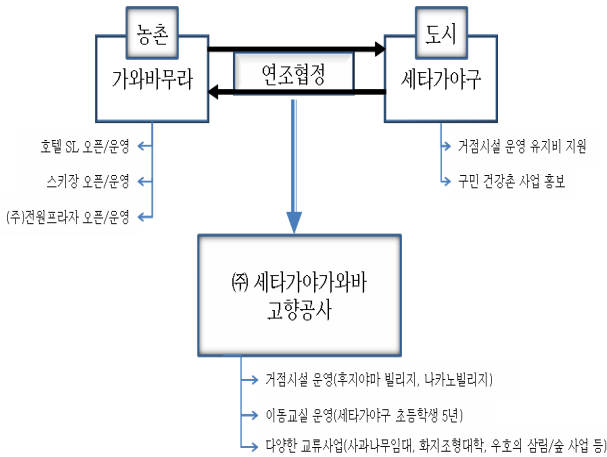 농촌
도시
가와바무라
연조협정
세타가야구
호텔 SL 오픈/운영
스키장 오픈/운영
(주)전원프라자 오픈/운영
거점시설 운영 유지비 지원
구민 건강촌 사업 홍보
㈜ 세타가야가와바
고향공사
거점시설 운영(후지야마 빌리지, 나카노빌리지)
이동교실 운영(세타가야구 초등학생 5년)
다양한 교류사업(사과나무임대, 화지조형대학, 우호의 삼림/숲 사업 등)